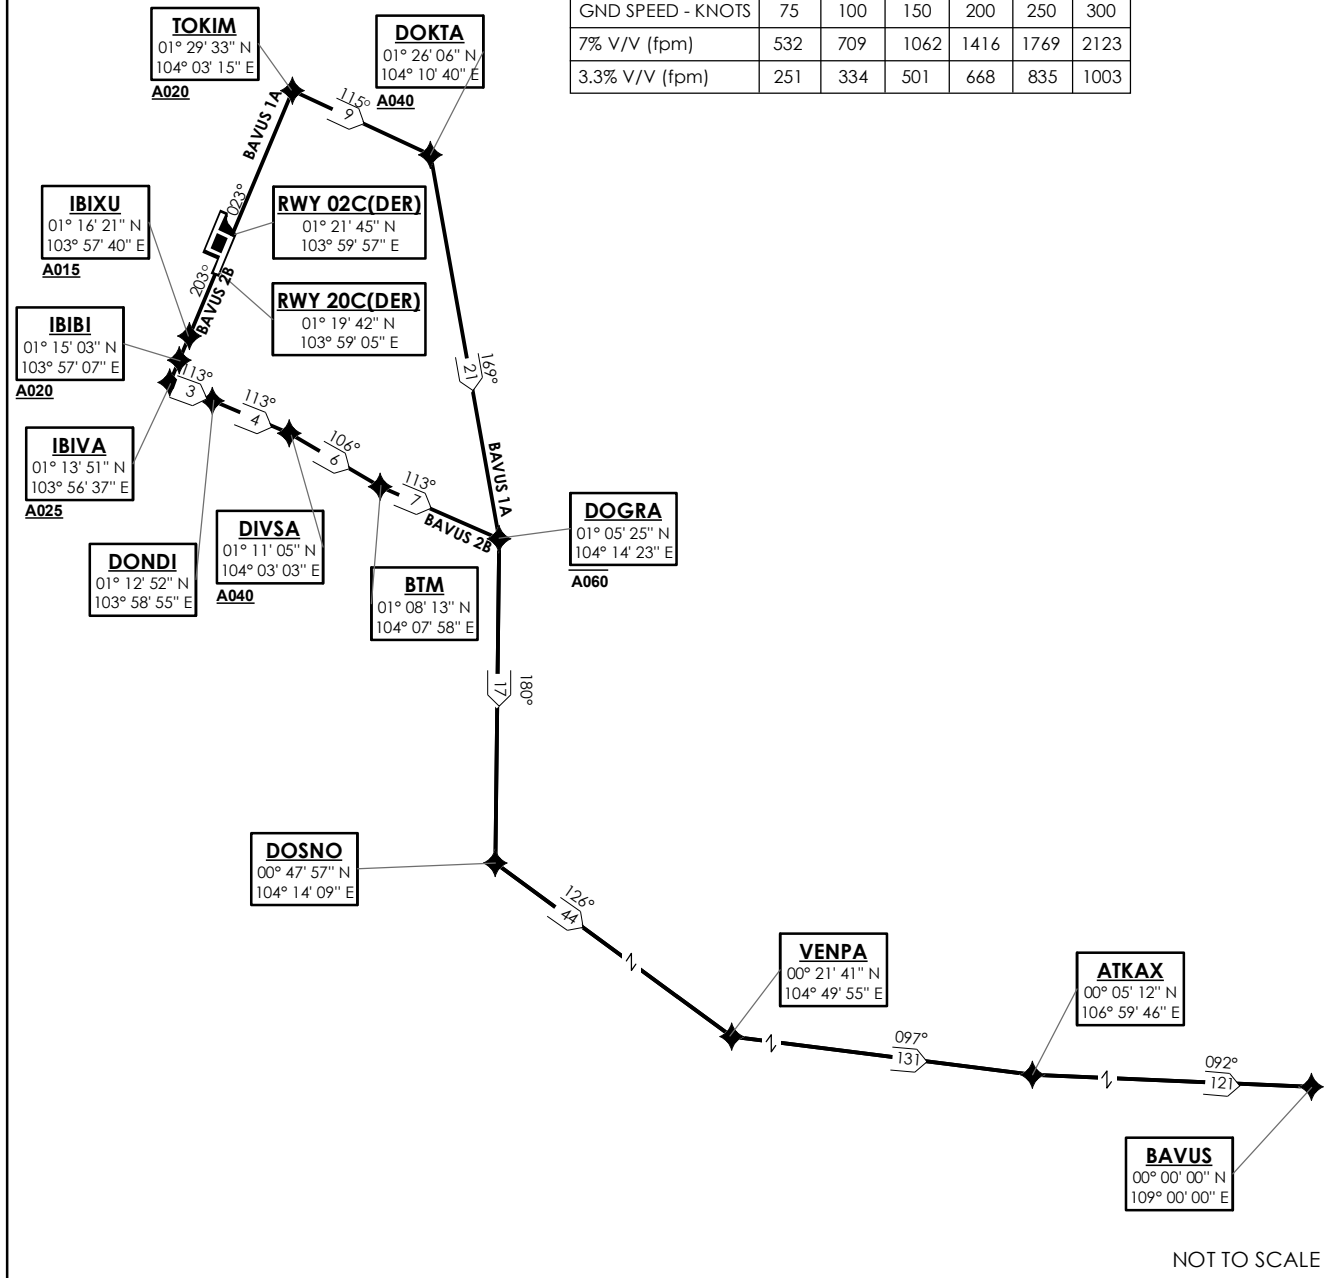 GND SPEED - KNOTS 75 100 150 200 250 300
7% V/V (fpm) 532 709 1062 1416 1769 2123
3.3% V/V (fpm) 251 334 501 668 835 1003
TOKIM
01° 29' 33" N
104° 03' 15" E
A020
DOKTA
01° 26' 06" N
104° 10' 40" E
A040
115°
9
BAVUS 1A
023°
IBIXU
01° 16' 21" N
103° 57' 40" E
A015
RWY 02C(DER)
01° 21' 45" N
103° 59' 57" E
203°
BAVUS 2B
RWY 20C(DER)
01° 19' 42" N
103° 59' 05" E
IBIBI
01° 15' 03" N
103° 57' 07" E
A020
113°
3
113°
4
106°
6
113°
7
BAVUS 2B
169°
21
BAVUS 1A
IBIVA
01° 13' 51" N
103° 56' 37" E
A025
DIVSA
01° 11' 05" N
104° 03' 03" E
A040
DONDI
01° 12' 52" N
103° 58' 55" E
BTM
01° 08' 13" N
104° 07' 58" E
DOGRA
01° 05' 25" N
104° 14' 23" E
A060
180°
17
DOSNO
00° 47' 57" N
104° 14' 09" E
126°
44
VENPA
00° 21' 41" N
104° 49' 55" E
097°
131
ATKAX
00° 05' 12" N
106° 59' 46" E
092°
121
BAVUS
00° 00' 00" N
109° 00' 00" E
NOT TO SCALE